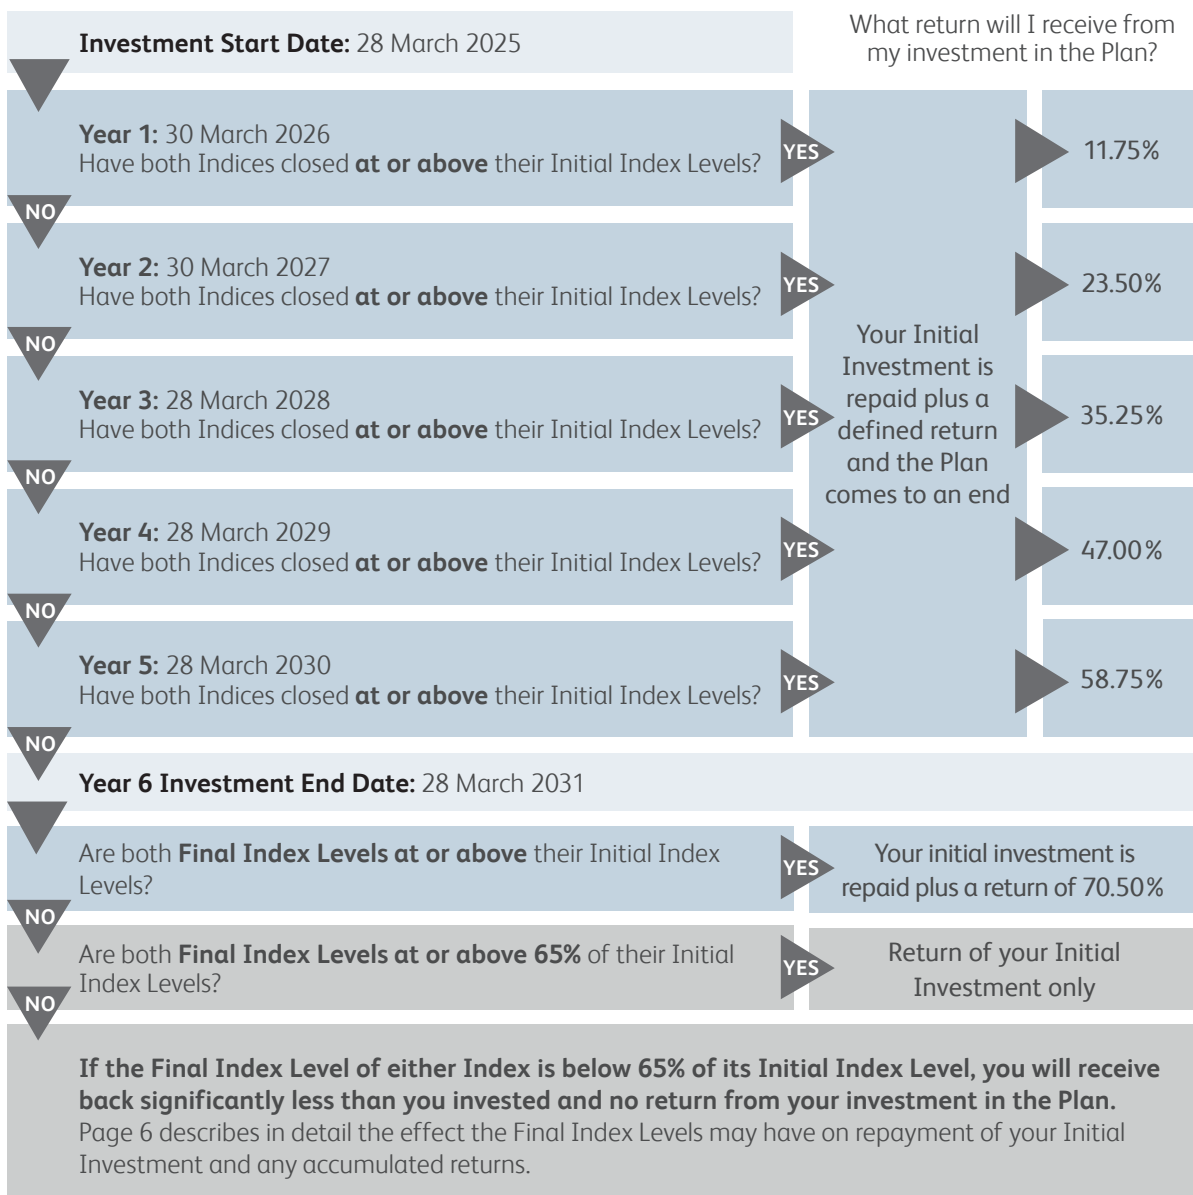 Investment Start Date: 28 March 2025
What return will I receive from
my investment in the Plan?
Year 1: 30 March 2026
Have both Indices closed at or above their Initial Index Levels?
YES
11.75%
NO
Year 2: 30 March 2027
Have both Indices closed at or above their Initial Index Levels?
YES
23.50%
NO
Year 3: 28 March 2028
Have both Indices closed at or above their Initial Index Levels?
YES
Your Initial
Investment is
repaid plus a
defined return
and the Plan
comes to an end
35.25%
NO
Year 4: 28 March 2029
Have both Indices closed at or above their Initial Index Levels?
YES
47.00%
NO
Year 5: 28 March 2030
Have both Indices closed at or above their Initial Index Levels?
YES
58.75%
NO
Year 6 Investment End Date: 28 March 2031
Are both Final Index Levels at or above their Initial Index
Levels?
YES
Your initial investment is
repaid plus a return of 70.50%
NO
Are both Final Index Levels at or above 65% of their Initial
Index Levels?
YES
Return of your Initial
Investment only
NO
If the Final Index Level of either Index is below 65% of its Initial Index Level, you will receive
back significantly less than you invested and no return from your investment in the Plan.
Page 6 describes in detail the effect the Final Index Levels may have on repayment of your Initial
Investment and any accumulated returns.